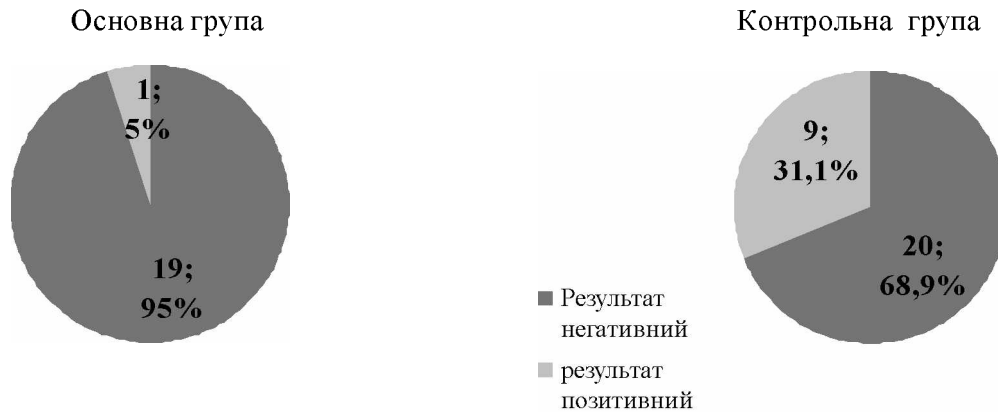 Основна група
1;
5%
19;
95%
Контрольна група
9;
31,1%
20;
68,9%
Результат
негативний
результат
позитивний